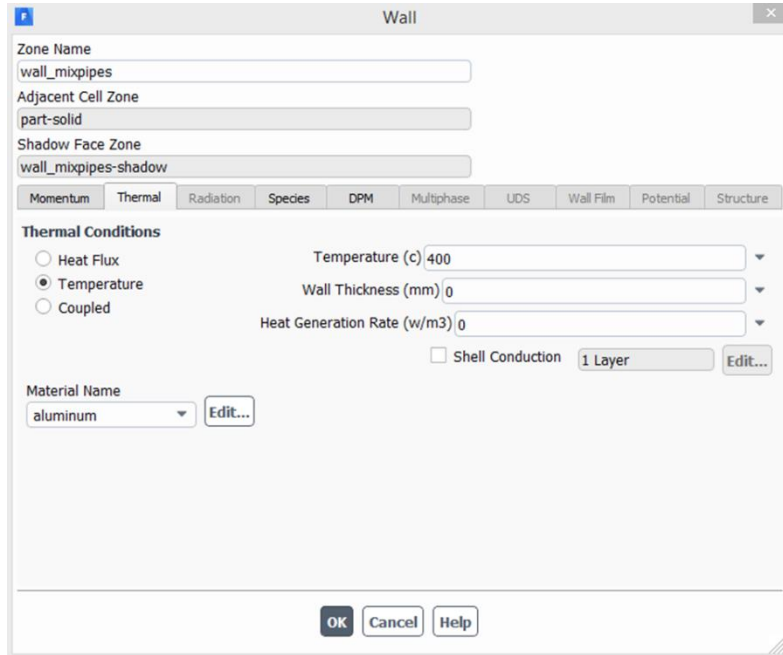 Wall
Zone Name
wall_mixpipes
Adjacent Cell Zone
part-solid
Shadow Face Zone
wall_mixpipes-shadow
Momentum Thermal Radiation Species DPM Multiphase UDS Wall Film Potential Structure
Thermal Conditions
Heat Flux
Temperature
Coupled
Temperature (c) 400
Wall Thickness (mm) 0
Heat Generation Rate (w/m3) 0
Shell Conduction 1 Layer Edit...
Material Name
aluminum Edit...
OK Cancel Help